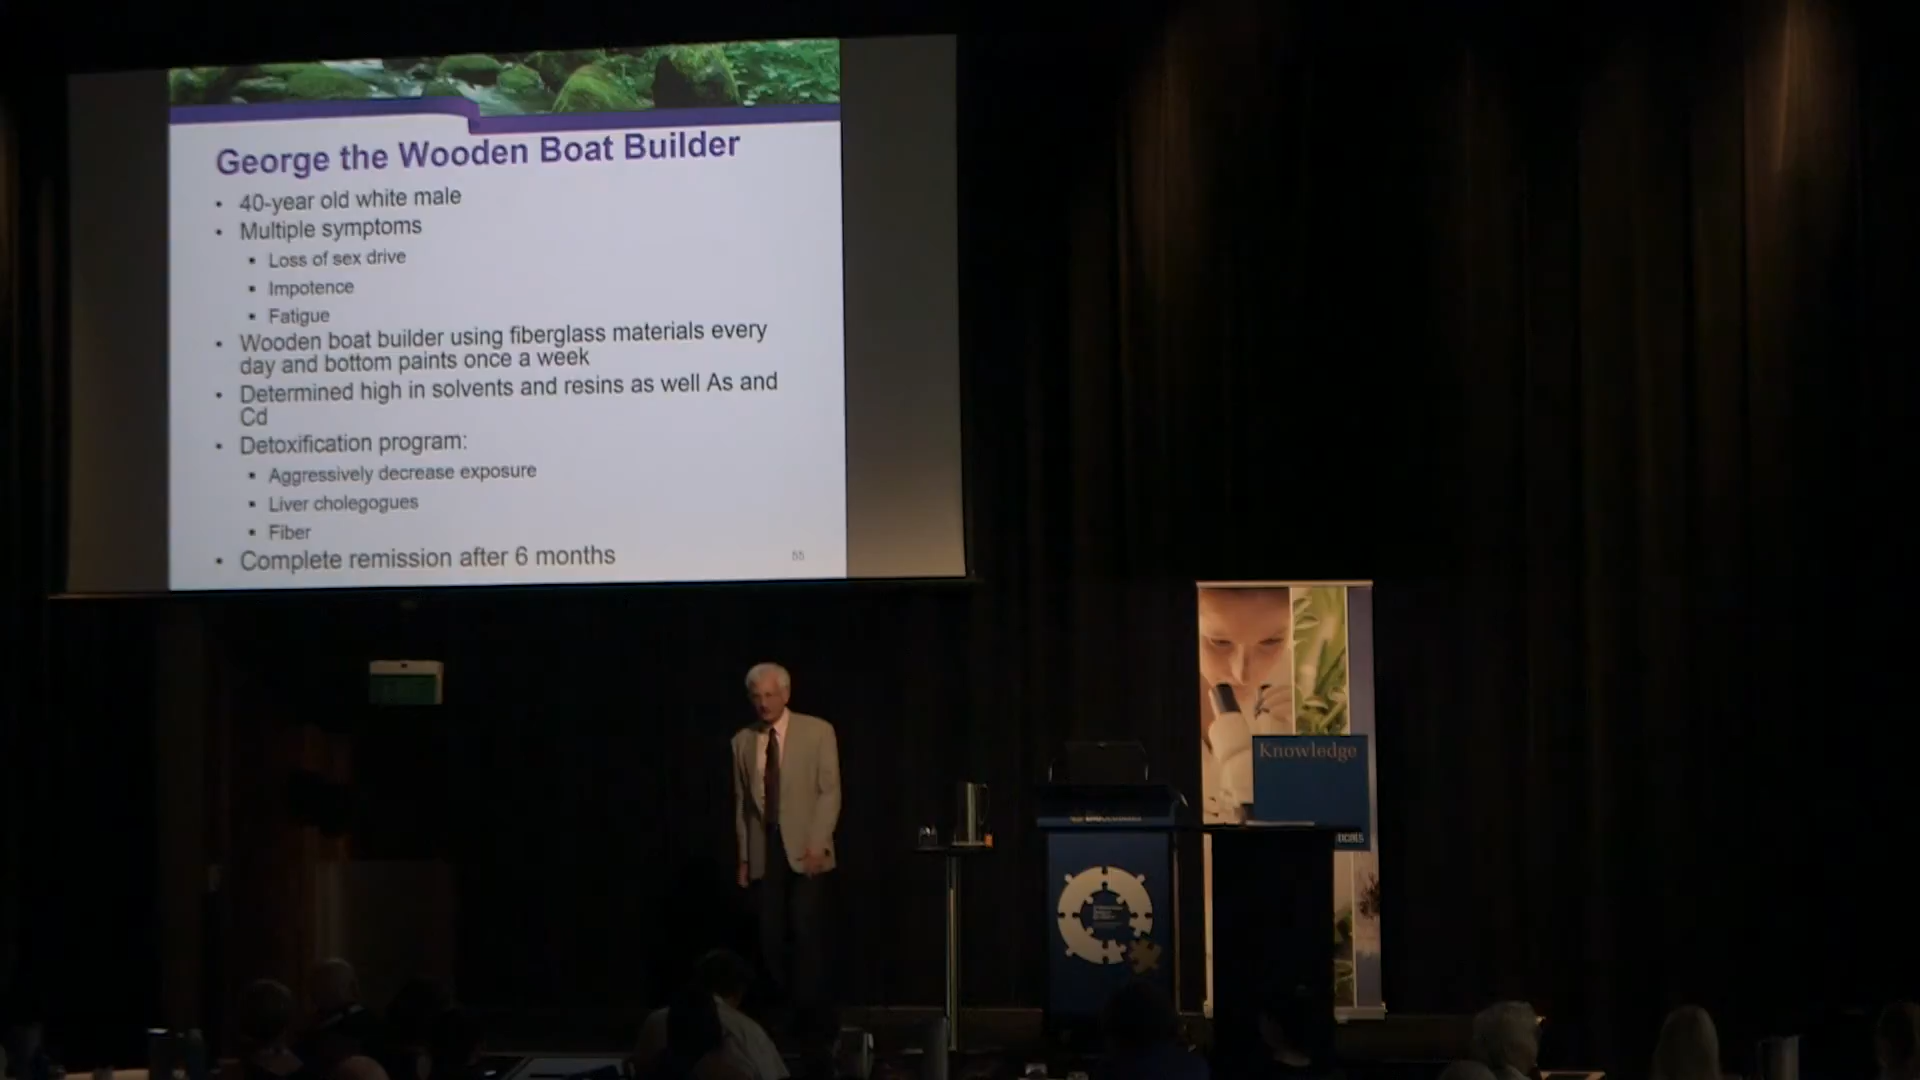 George the Wooden Boat Builder
• 40-year old white male
• Multiple symptoms
▪ Loss of sex drive
▪ Impotence
▪ Fatigue
• Wooden boat builder using fiberglass materials every
day and bottom paints once a week
• Determined high in solvents and resins as well As and
Cd
• Detoxification program:
▪ Aggressively decrease exposure
▪ Liver cholegogues
▪ Fiber
• Complete remission after 6 months
55
Knowledge